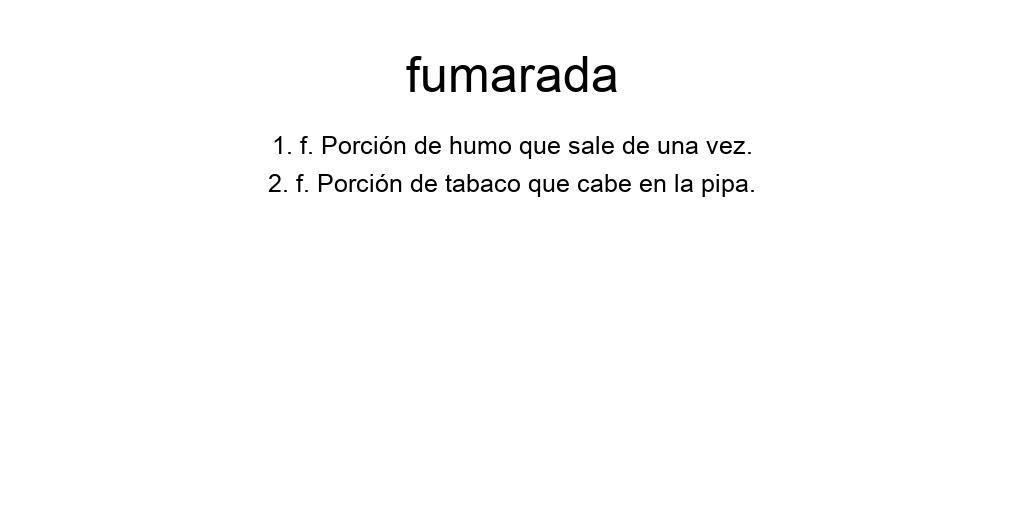 fumarada
1. f. Porción de humo que sale de una vez.
2. f. Porción de tabaco que cabe en la pipa.